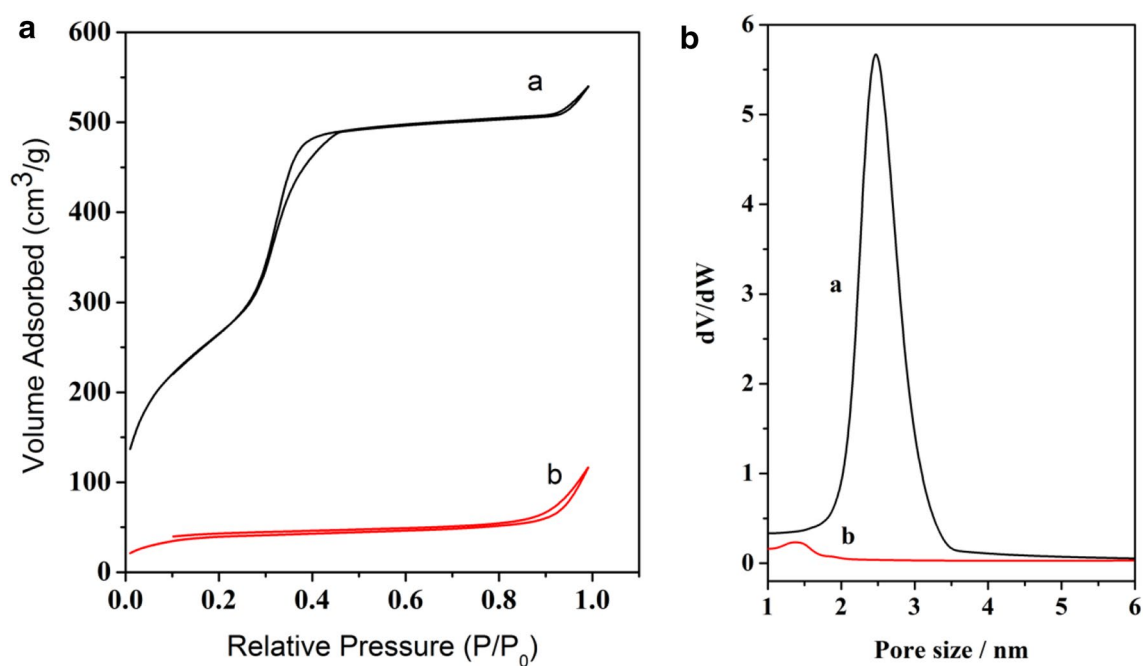 a
600
500
400
300
200
100
0
Volume Adsorbed (cm³/g)
a
b
0.0 0.2 0.4 0.6 0.8 1.0
Relative Pressure (P/P₀)
b
6
5
4
3
2
1
0
dV/dW
a
b
1 2 3 4 5 6
Pore size / nm